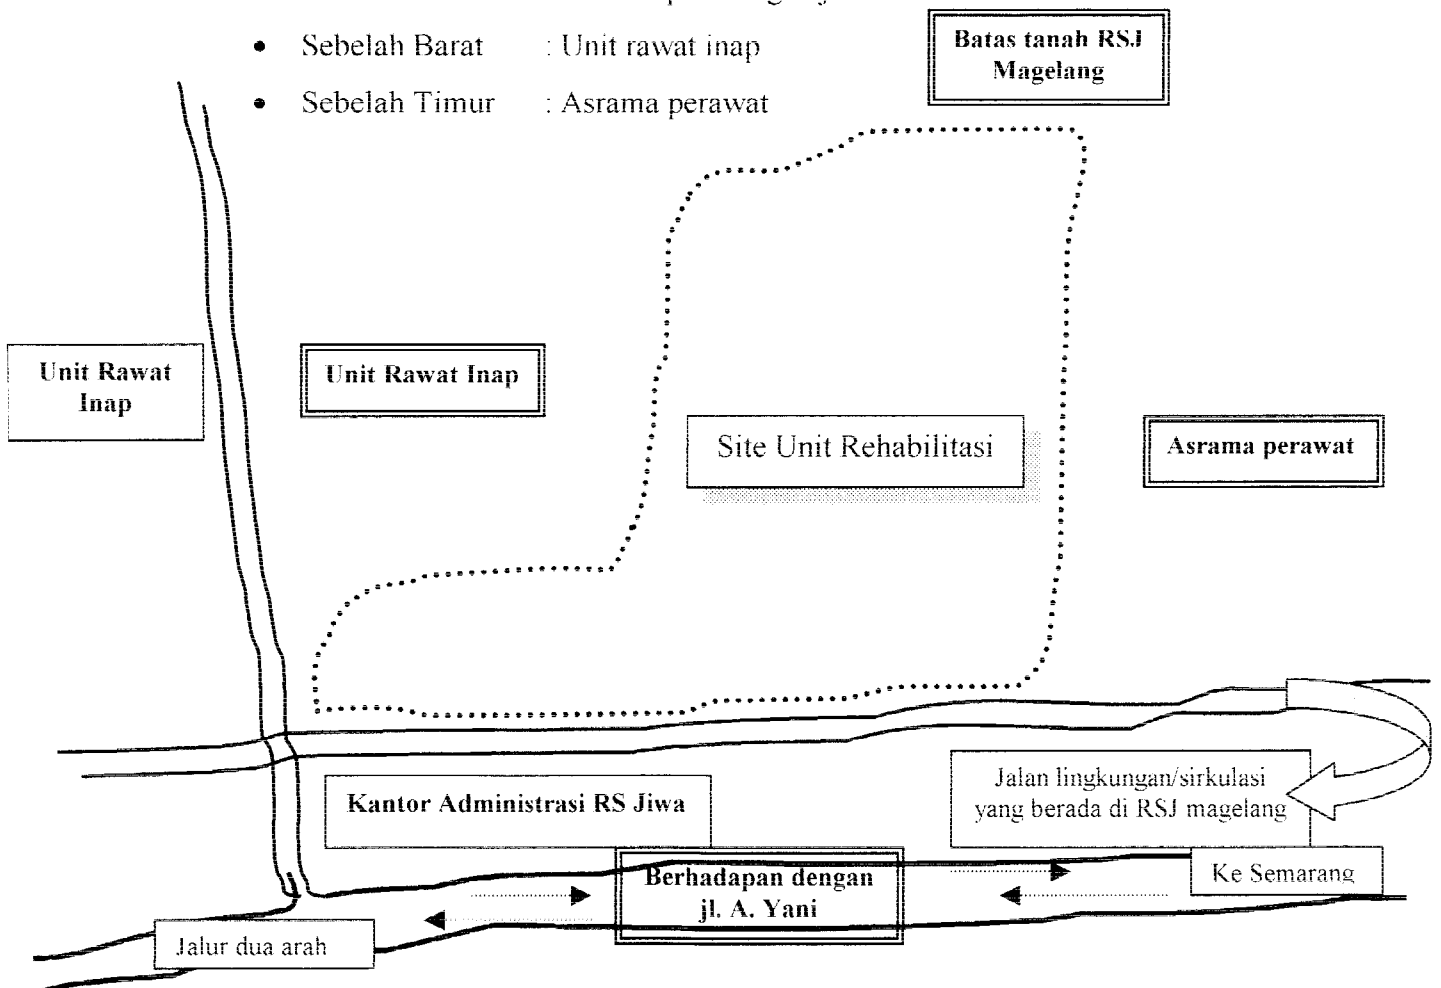 • Sebelah Barat : Unit rawat inap
• Sebelah Timur : Asrama perawat
Batas tanah RSJ
Magelang
Unit Rawat
Inap
Unit Rawat Inap
Site Unit Rehabilitasi
Asrama perawat
Kantor Administrasi RS Jiwa
Jalan lingkungan/sirkulasi
yang berada di RSJ magelang
Berhadapan dengan
jl. A. Yani
Ke Semarang
Jalur dua arah